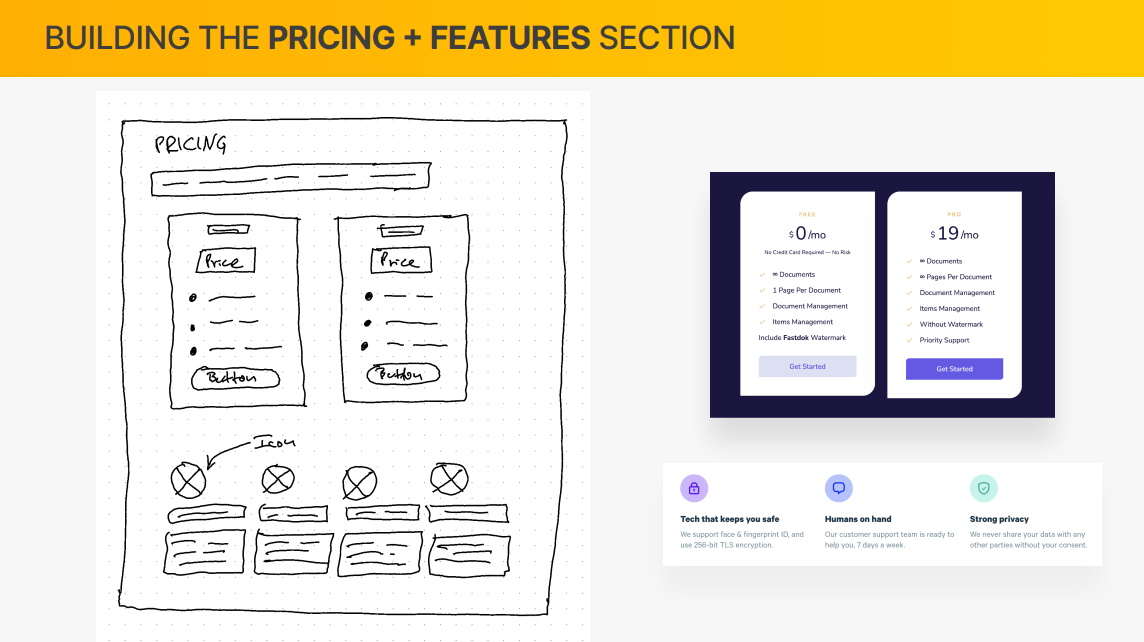 BUILDING THE PRICING + FEATURES SECTION
PRICING
Price
Button
Price
Button
Icon
FREE
$ 0 /mo
No Credit Card Required — No Risk
∞ Documents
1 Page Per Document
Document Management
Items Management
Include Fastdok Watermark
Get Started
PRO
$ 19 /mo
∞ Documents
∞ Pages Per Document
Document Management
Items Management
Without Watermark
Priority Support
Get Started
Tech that keeps you safe
We support face & fingerprint ID, and
use 256-bit TLS encryption.
Humans on hand
Our customer support team is ready to
help you, 7 days a week.
Strong privacy
We never share your data with any
other parties without your consent.